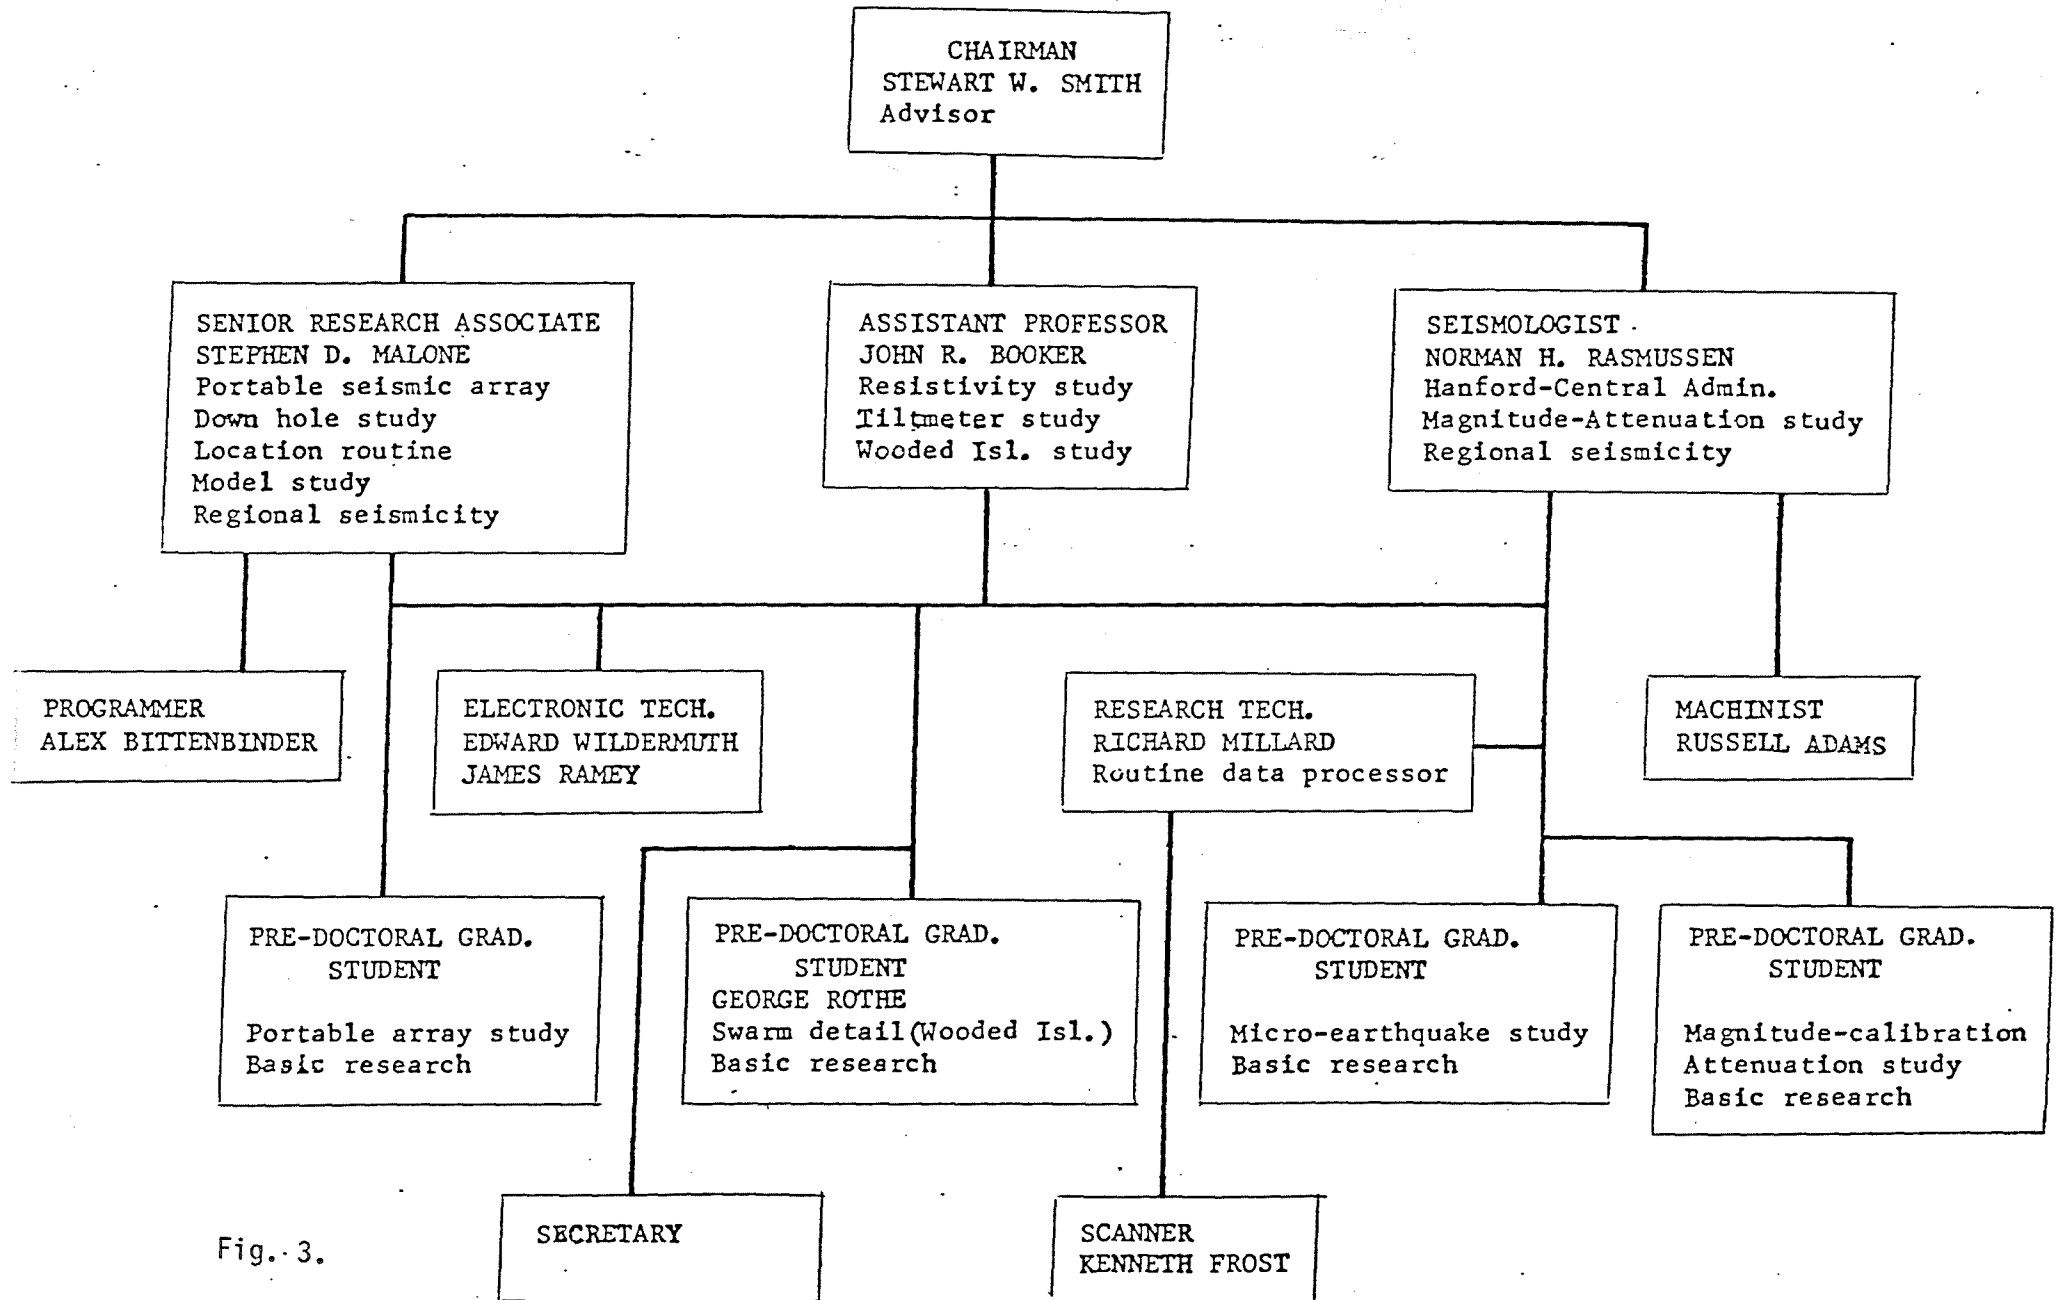 CHAIRMAN
STEWART W. SMITH
Advisor
SENIOR RESEARCH ASSOCIATE
STEPHEN D. MALONE
Portable seismic array
Down hole study
Location routine
Model study
Regional seismicity
ASSISTANT PROFESSOR
JOHN R. BOOKER
Resistivity study
Tiltmeter study
Wooded Isl. study
SEISMOLOGIST
NORMAN H. RASMUSSEN
Hanford-Central Admin.
Magnitude-Attenuation study
Regional seismicity
PROGRAMMER
ALEX BITTENBINDER
ELECTRONIC TECH.
EDWARD WILDERMUTH
JAMES RAMEY
RESEARCH TECH.
RICHARD MILLARD
Routine data processor
MACHINIST
RUSSELL ADAMS
PRE-DOCTORAL GRAD.
STUDENT
Portable array study
Basic research
PRE-DOCTORAL GRAD.
STUDENT
GEORGE ROTHE
Swarm detail(Wooded Isl.)
Basic research
PRE-DOCTORAL GRAD.
STUDENT
Micro-earthquake study
Basic research
PRE-DOCTORAL GRAD.
STUDENT
Magnitude-calibration
Attenuation study
Basic research
SECRETARY
SCANNER
KENNETH FROST
Fig. 3.